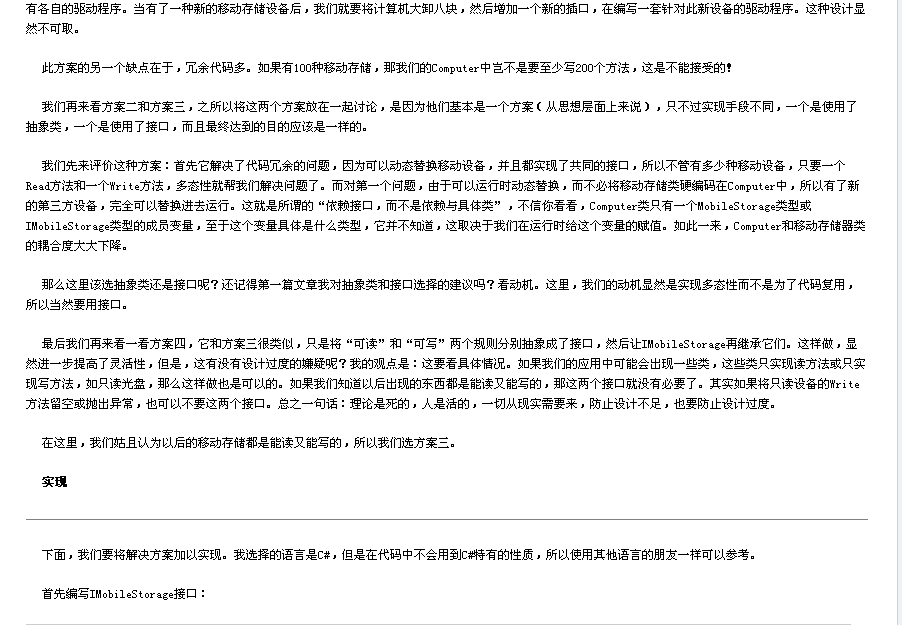 有各自的驱动程序。当有了一种新的移动存储设备后，我们就要将计算机大卸八块，然后增加一个新的插口，在编写一套针对此新设备的驱动程序。这种设计显
然不可取。
此方案的另一个缺点在于，冗余代码多。如果有100种移动存储，那我们的Computer中岂不是要至少写200个方法，这是不能接受的！
我们再来看方案二和方案三，之所以将这两个方案放在一起讨论，是因为他们基本是一个方案（从思想层面上来说），只不过实现手段不同，一个是使用了
抽象类，一个是使用了接口，而且最终达到的目的应该是一样的。
我们先来评价这种方案：首先它解决了代码冗余的问题，因为可以动态替换移动设备，并且都实现了共同的接口，所以不管有多少种移动设备，只要一个
Read方法和一个Write方法，多态性就帮我们解决问题了。而对第一个问题，由于可以运行时动态替换，而不必将移动存储类硬编码在Computer中，所以有了新
的第三方设备，完全可以替换进去运行。这就是所谓的“依赖接口，而不是依赖与具体类”，不信你看看，Computer类只有一个MobileStorage类型或
IMobileStorage类型的成员变量，至于这个变量具体是什么类型，它并不知道，这取决于我们在运行时给这个变量的赋值。如此一来，Computer和移动存储器类
的耦合度大大下降。
那么这里该选抽象类还是接口呢？还记得第一篇文章我对抽象类和接口选择的建议吗？看动机。这里，我们的动机显然是实现多态性而不是为了代码复用，
所以当然要用接口。
最后我们再来看一看方案四，它和方案三很类似，只是将“可读”和“可写”两个规则分别抽象成了接口，然后让IMobileStorage再继承它们。这样做，显
然进一步提高了灵活性，但是，这有没有设计过度的嫌疑呢？我的观点是：这要看具体情况。如果我们的应用中可能会出现一些类，这些类只实现读方法或只实
现写方法，如只读光盘，那么这样做也是可以的。如果我们知道以后出现的东西都是能读又能写的，那这两个接口就没有必要了。其实如果将只读设备的Write
方法留空或抛出异常，也可以不要这两个接口。总之一句话：理论是死的，人是活的，一切从现实需要来，防止设计不足，也要防止设计过度。
在这里，我们姑且认为以后的移动存储都是能读又能写的，所以我们选方案三。
实现
下面，我们要将解决方案加以实现。我选择的语言是C#，但是在代码中不会用到C#特有的性质，所以使用其他语言的朋友一样可以参考。
首先编写IMobileStorage接口：